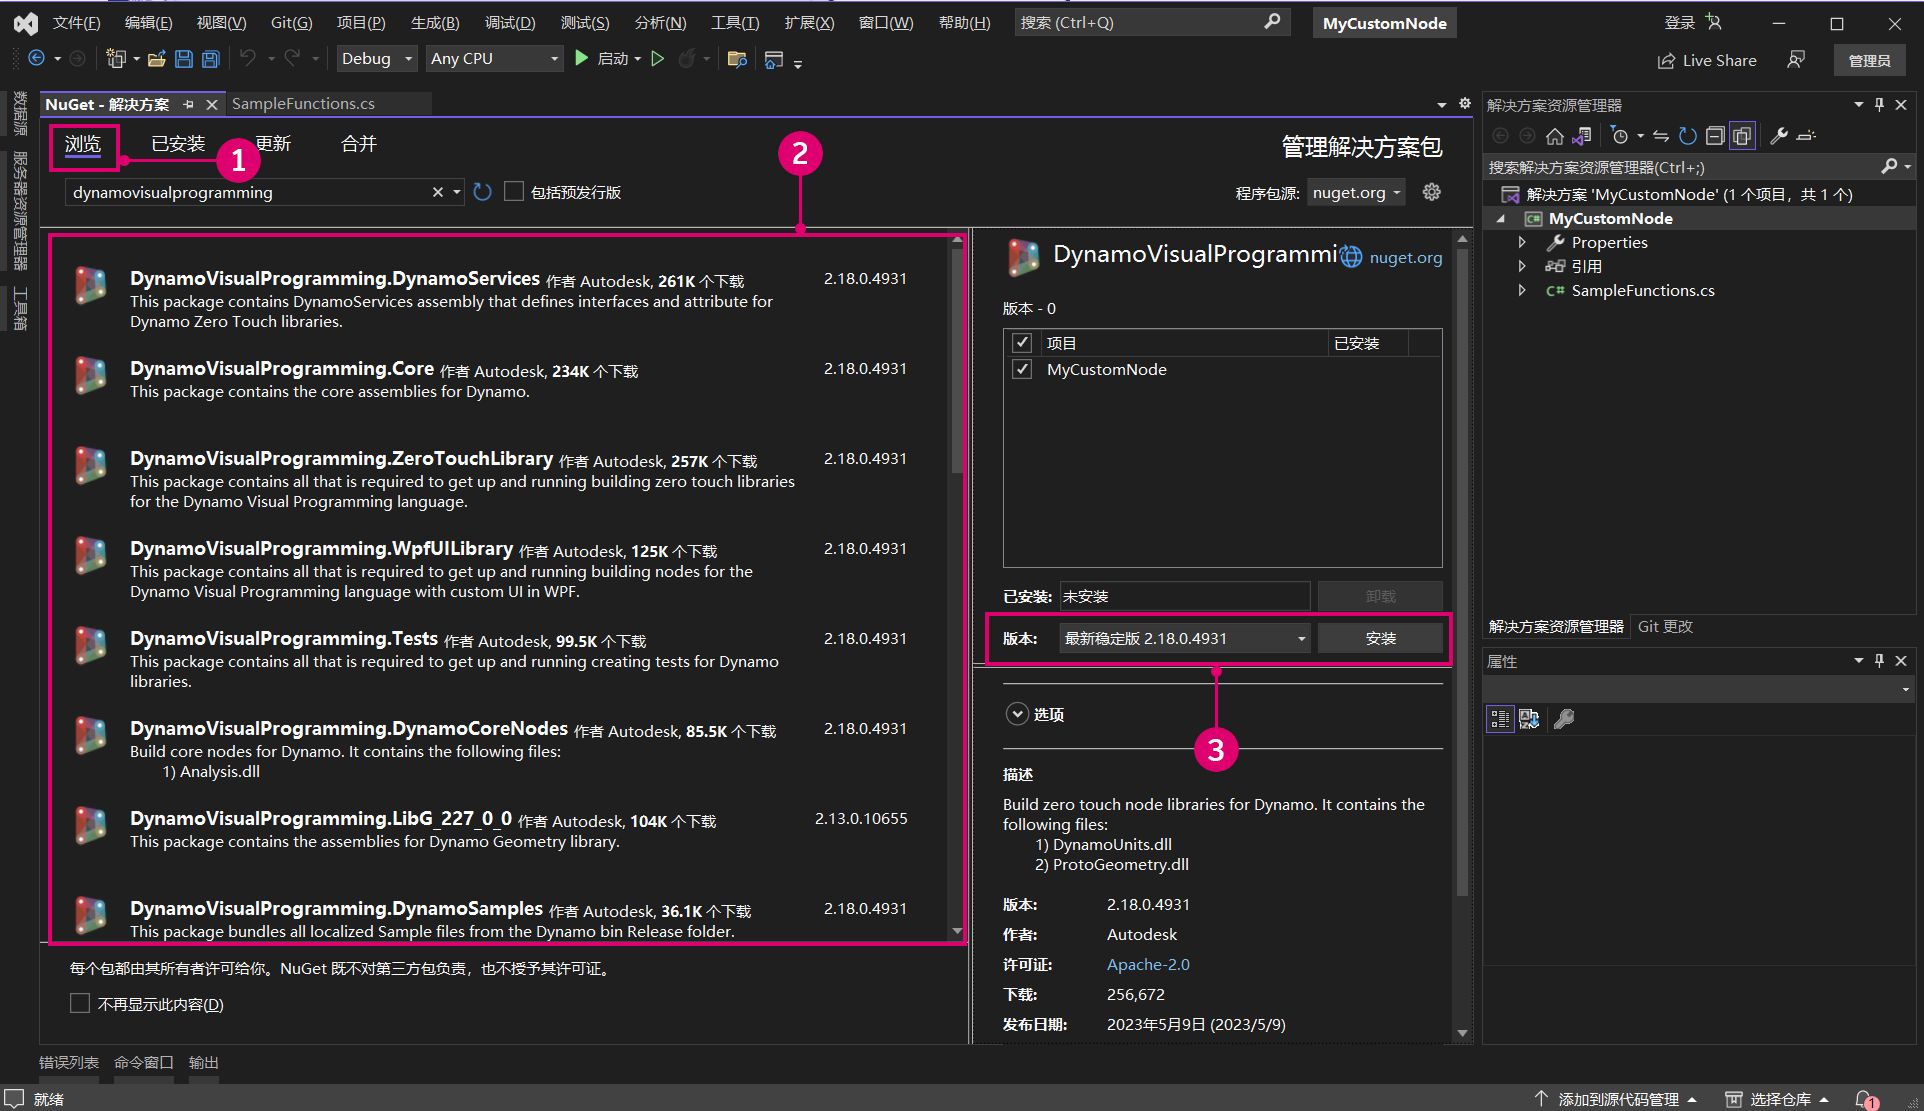 文件(F) 编辑(E) 视图(V) Git(G) 项目(P) 生成(B) 调试(D) 测试(S) 分析(N) 工具(T) 扩展(X) 窗口(W) 帮助(H) 搜索 (Ctrl+Q) MyCustomNode 登录
Debug Any CPU 启动 Live Share 管理员
数据源
服务器资源管理器
工具箱
NuGet - 解决方案 SampleFunctions.cs
浏览 已安装 更新 合并
1
2
管理解决方案包
dynamovisualprogramming 包括预发行版
程序包源: nuget.org
DynamoVisualProgramming.DynamoServices 作者 Autodesk, 261K 个下载 2.18.0.4931
This package contains DynamoServices assembly that defines interfaces and attribute for
Dynamo Zero Touch libraries.
DynamoVisualProgramming.Core 作者 Autodesk, 234K 个下载 2.18.0.4931
This package contains the core assemblies for Dynamo.
DynamoVisualProgramming.ZeroTouchLibrary 作者 Autodesk, 257K 个下载 2.18.0.4931
This package contains all that is required to get up and running building zero touch libraries
for the Dynamo Visual Programming language.
DynamoVisualProgramming.WpfUILibrary 作者 Autodesk, 125K 个下载 2.18.0.4931
This package contains all that is required to get up and running building nodes for the
Dynamo Visual Programming language with custom UI in WPF.
DynamoVisualProgramming.Tests 作者 Autodesk, 99.5K 个下载 2.18.0.4931
This package contains all that is required to get up and running creating tests for Dynamo
libraries.
DynamoVisualProgramming.DynamoCoreNodes 作者 Autodesk, 85.5K 个下载 2.18.0.4931
Build core nodes for Dynamo. It contains the following files:
1) Analysis.dll
DynamoVisualProgramming.LibG_227_0_0 作者 Autodesk, 104K 个下载 2.13.0.10655
This package contains the assemblies for Dynamo Geometry library.
DynamoVisualProgramming.DynamoSamples 作者 Autodesk, 36.1K 个下载 2.18.0.4931
This package bundles all localized Sample files from the Dynamo bin Release folder.
每个包都由其所有者许可给你。NuGet 既不对第三方包负责，也不授予其许可证。
不再显示此内容(D)
DynamoVisualProgrammi nuget.org
版本 - 0
项目 已安装
MyCustomNode
已安装: 未安装 卸载
版本: 最新稳定版 2.18.0.4931 安装
选项
3
描述
Build zero touch node libraries for Dynamo. It contains the
following files:
1) DynamoUnits.dll
2) ProtoGeometry.dll
版本: 2.18.0.4931
作者: Autodesk
许可证: Apache-2.0
下载: 256,672
发布日期: 2023年5月9日 (2023/5/9)
解决方案资源管理器
搜索解决方案资源管理器(Ctrl+;)
解决方案 'MyCustomNode' (1 个项目，共 1 个)
C# MyCustomNode
Properties
引用
C# SampleFunctions.cs
解决方案资源管理器 Git 更改
属性
错误列表 命令窗口 输出
就绪 添加到源代码管理 选择仓库 1